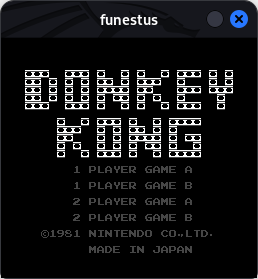 funestus
DONKEY
KONG
1 PLAYER GAME A
1 PLAYER GAME B
2 PLAYER GAME A
2 PLAYER GAME B
©1981 NINTENDO CO.,LTD.
MADE IN JAPAN